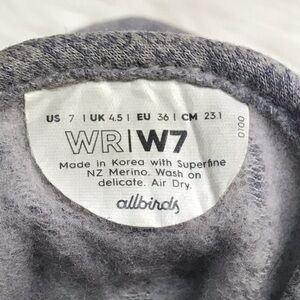 US 7 | UK 4.5 | EU 36 | CM 23.1
WR|W7
Made in Korea with Superfine
NZ Merino. Wash on
delicate. Air Dry.
allbirds
0100